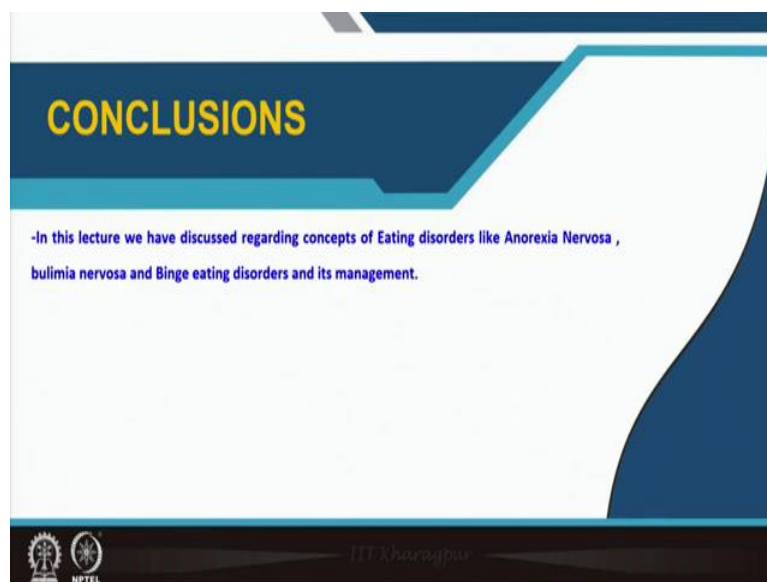 CONCLUSIONS
-In this lecture we have discussed regarding concepts of Eating disorders like Anorexia Nervosa ,
bulimia nervosa and Binge eating disorders and its management.
IIT Kharagpur
NPTEL